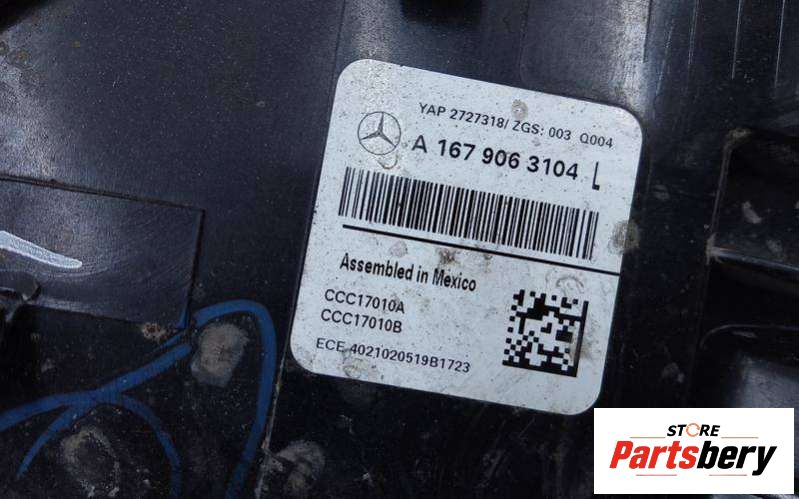 YAP 2727318/ ZGS: 003 Q004
A 167 906 3104 L
Assembled in Mexico
CCC17010A
CCC17010B
ECE 4021020519B1723
STORE
Partsbery